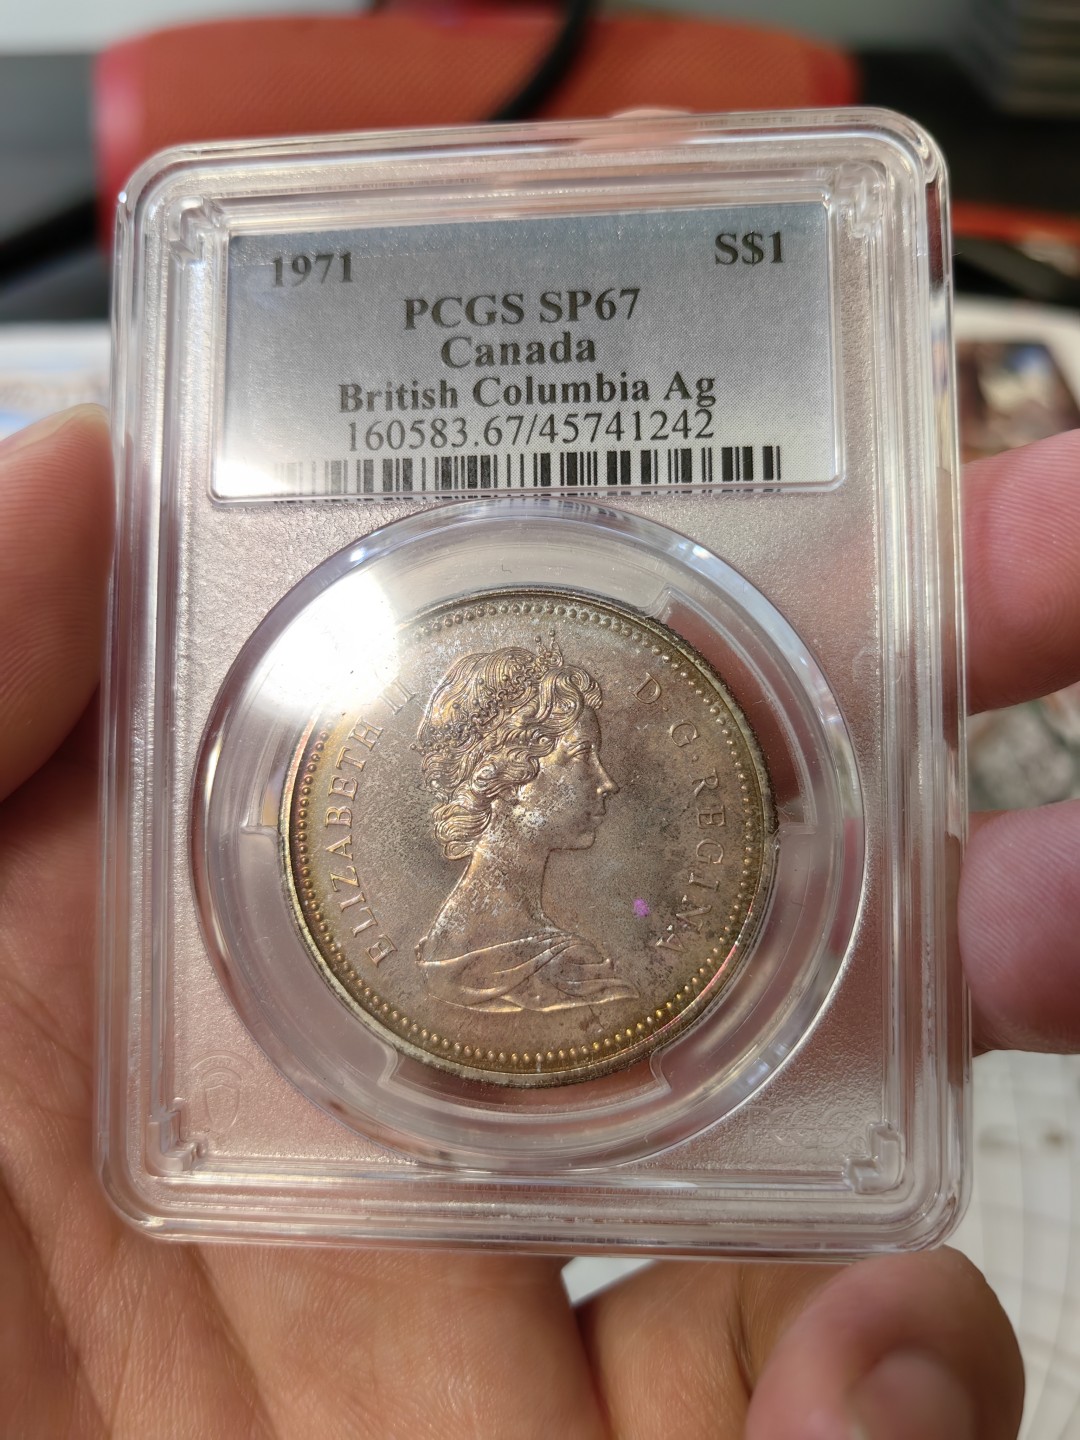 1971 S$1
PCGS SP67
Canada
British Columbia Ag
160583.67/45741242
ELIZABETH II D·G·REGINA